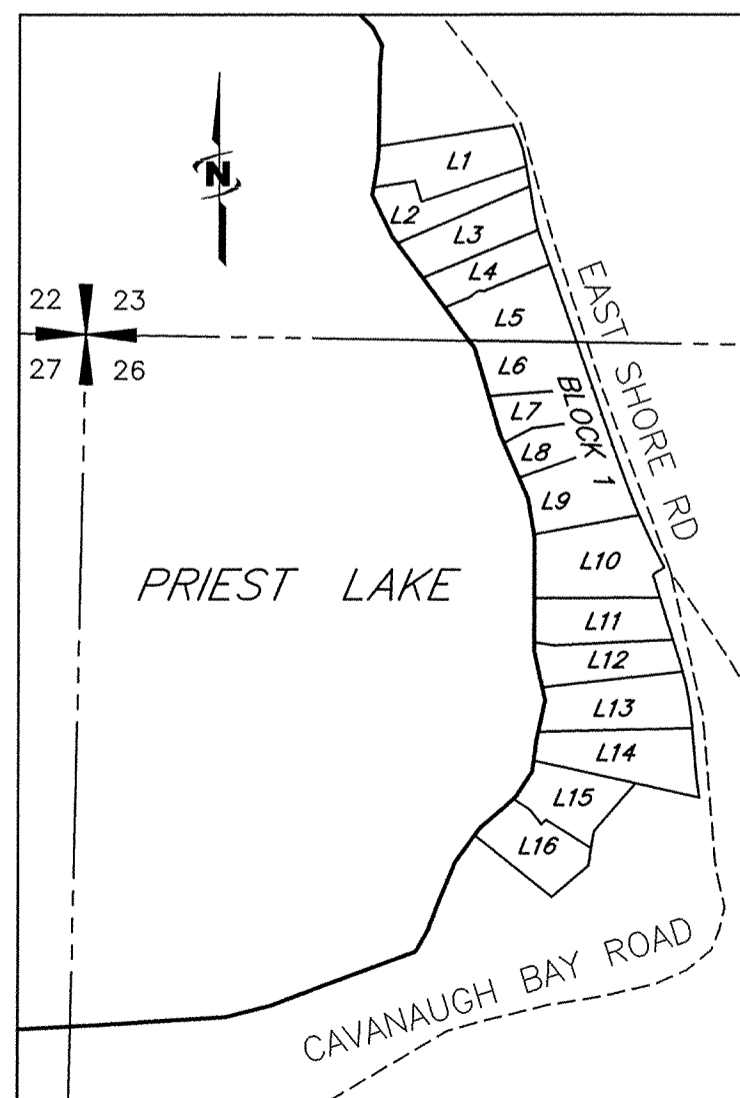 N
L1
L2
L3
L4
22 23
27 26
L5
L6
L7
L8
L9
BLOCK 1
EAST SHORE RD
L10
PRIEST LAKE
L11
L12
L13
L14
L15
L16
CAVANAUGH BAY ROAD